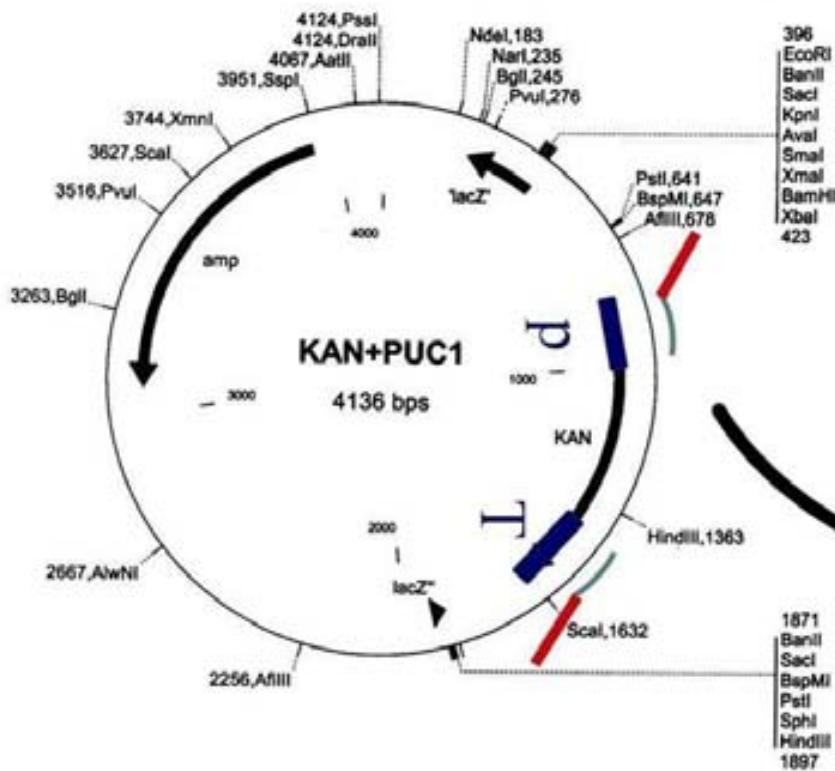 4124,PssI
4124,DraII
4067,AatII
3951,SspI
3744,XmnI
3627,ScaI
3516,PvuI
3263,BglI
2667,AlwNI
2256,AflIII
NdeI,183
NarI,235
BglI,245
PvuI,276
396
EcoRI
BanII
SacI
KpnI
AvaI
SmaI
XmaI
BamHI
XbaI
423
PstI,641
BspMI,647
AflIII,678
'lacZ'
4000
amp
P
KAN+PUC1
4136 bps
1000
3000
KAN
T
2000
lacZ'
HindIII,1363
ScaI,1632
1871
BanII
SacI
BspMI
PstI
SphI
HindIII
1897